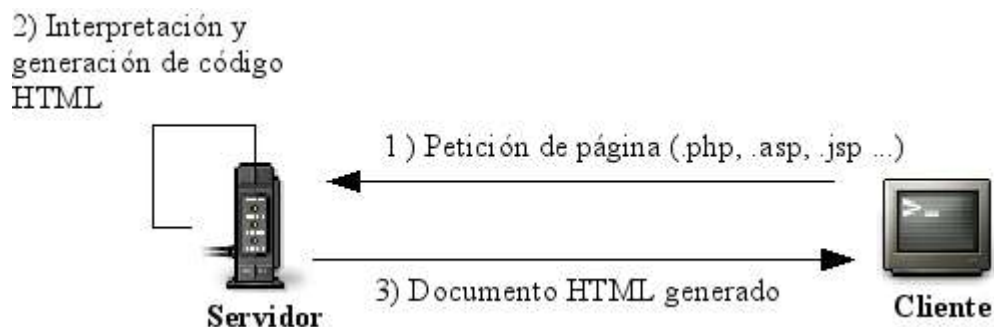 2) Interpretación y
generación de código
HTML
1 ) Petición de página (.php, .asp, .jsp ...)
3) Documento HTML generado
Servidor
Cliente